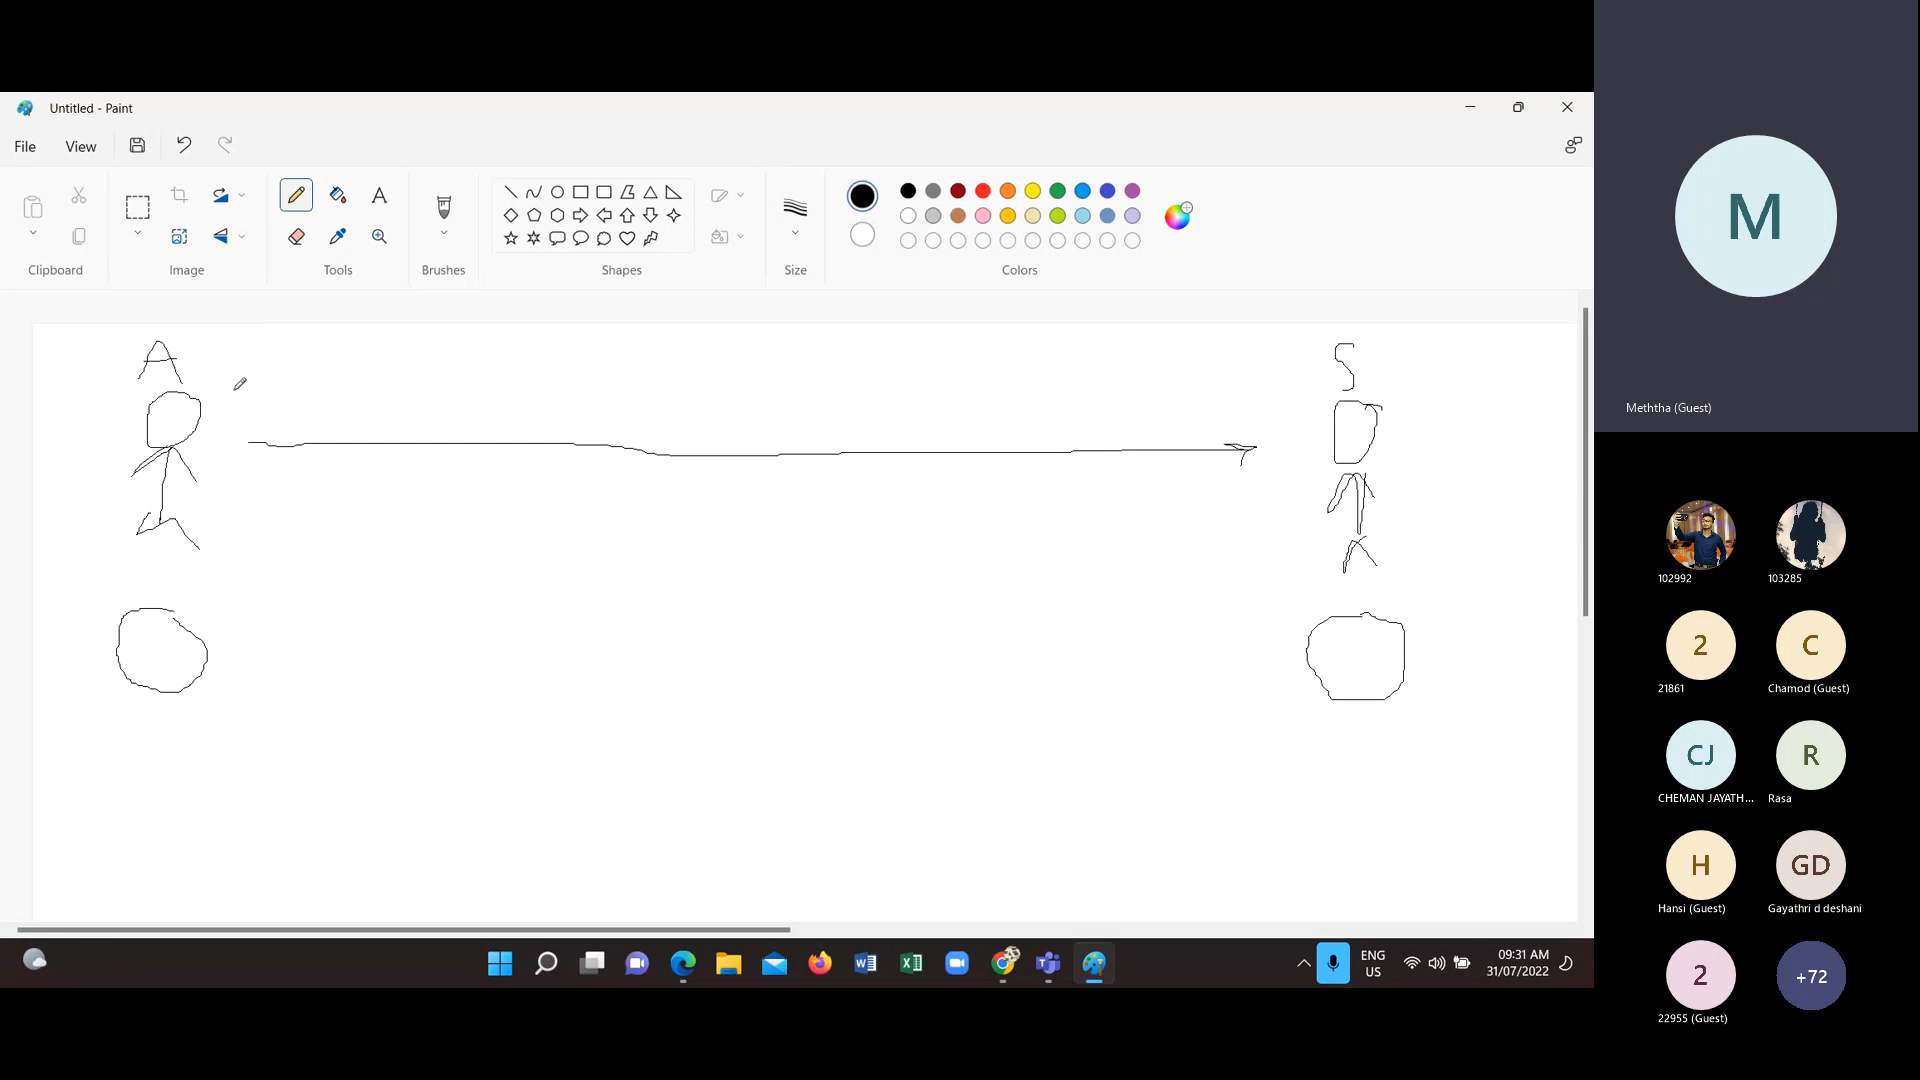 Untitled - Paint
File View
Clipboard Image Tools Brushes Shapes Size Colors
A
A
S
M
Meththa (Guest)
102992 103285
2 C
21861 Chamod (Guest)
CJ R
CHEMAN JAYATH... Rasa
H GD
Hansi (Guest) Gayathri d deshani
2 +72
22955 (Guest)
ENG
US
09:31 AM
31/07/2022